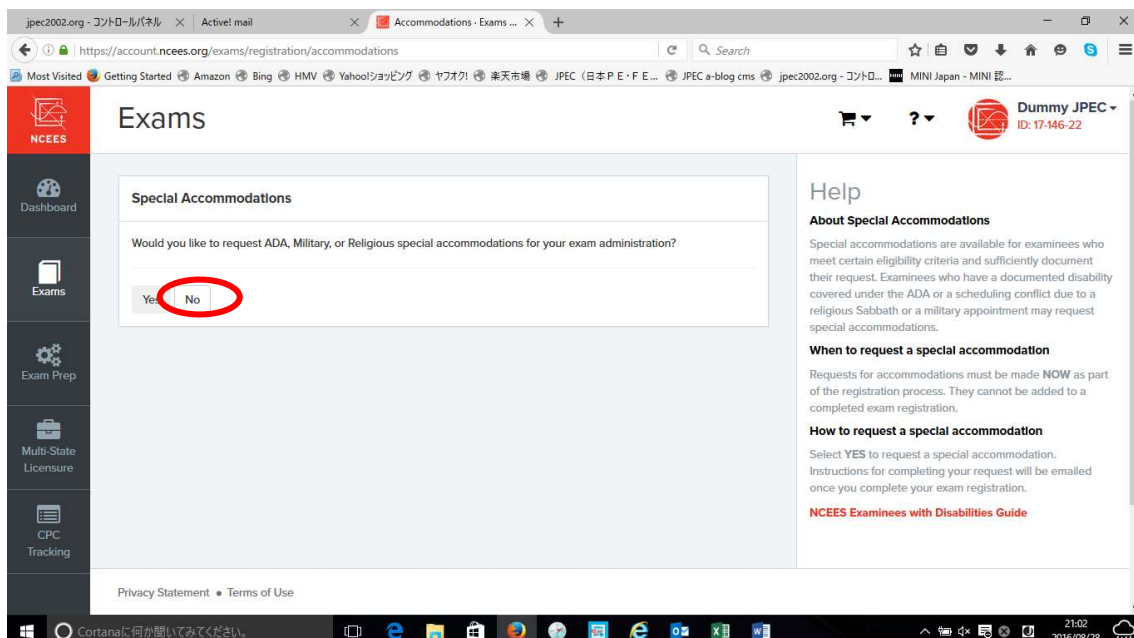 jpec2002.org - コントロールパネル
Active! mail
Accommodations · Exams ...
https://account.ncees.org/exams/registration/accommodations
Search
Most Visited
Getting Started
Amazon
Bing
HMV
Yahoo!ショッピング
ヤフオク!
楽天市場
JPEC（日本ＰＥ・ＦＥ...
JPEC a-blog cms
jpec2002.org - コントロ...
MINI Japan - MINI 認...
NCEES
Exams
Dummy JPEC
ID: 17-146-22
Dashboard
Exams
Exam Prep
Multi-State
Licensure
CPC
Tracking
Special Accommodations
Would you like to request ADA, Military, or Religious special accommodations for your exam administration?
Yes
No
Help
About Special Accommodations
Special accommodations are available for examinees who
meet certain eligibility criteria and sufficiently document
their request. Examinees who have a documented disability
covered under the ADA or a scheduling conflict due to a
religious Sabbath or a military appointment may request
special accommodations.
When to request a special accommodation
Requests for accommodations must be made NOW as part
of the registration process. They cannot be added to a
completed exam registration.
How to request a special accommodation
Select YES to request a special accommodation.
Instructions for completing your request will be emailed
once you complete your exam registration.
NCEES Examinees with Disabilities Guide
Privacy Statement • Terms of Use
Cortanaに何か聞いてみてください。
21:02
2016/08/28